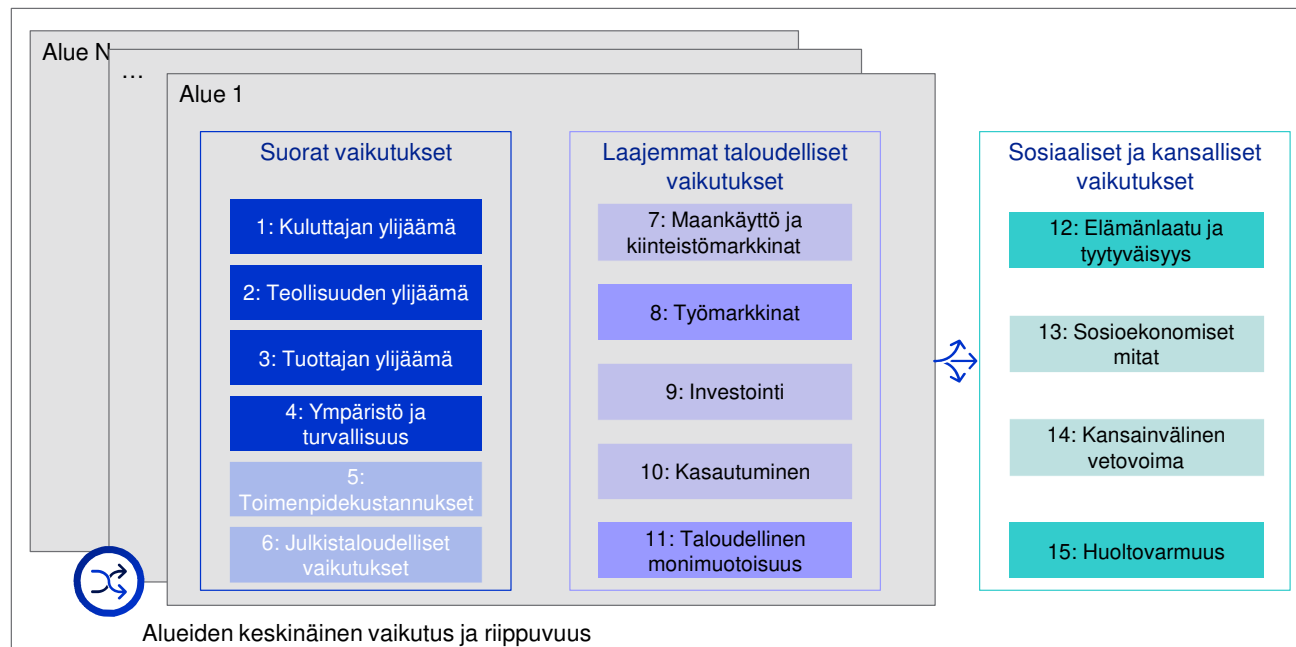 Alue N
…
Alue 1
Suorat vaikutukset
1: Kuluttajan ylijäämä
2: Teollisuuden ylijäämä
3: Tuottajan ylijäämä
4: Ympäristö ja
turvallisuus
5:
Toimenpidekustannukset
6: Julkistaloudelliset
vaikutukset
Laajemmat taloudelliset
vaikutukset
7: Maankäyttö ja
kiinteistömarkkinat
8: Työmarkkinat
9: Investointi
10: Kasautuminen
11: Taloudellinen
monimuotoisuus
Sosiaaliset ja kansalliset
vaikutukset
12: Elämänlaatu ja
tyytyväisyys
13: Sosioekonomiset
mitat
14: Kansainvälinen
vetovoima
15: Huoltovarmuus
Alueiden keskinäinen vaikutus ja riippuvuus